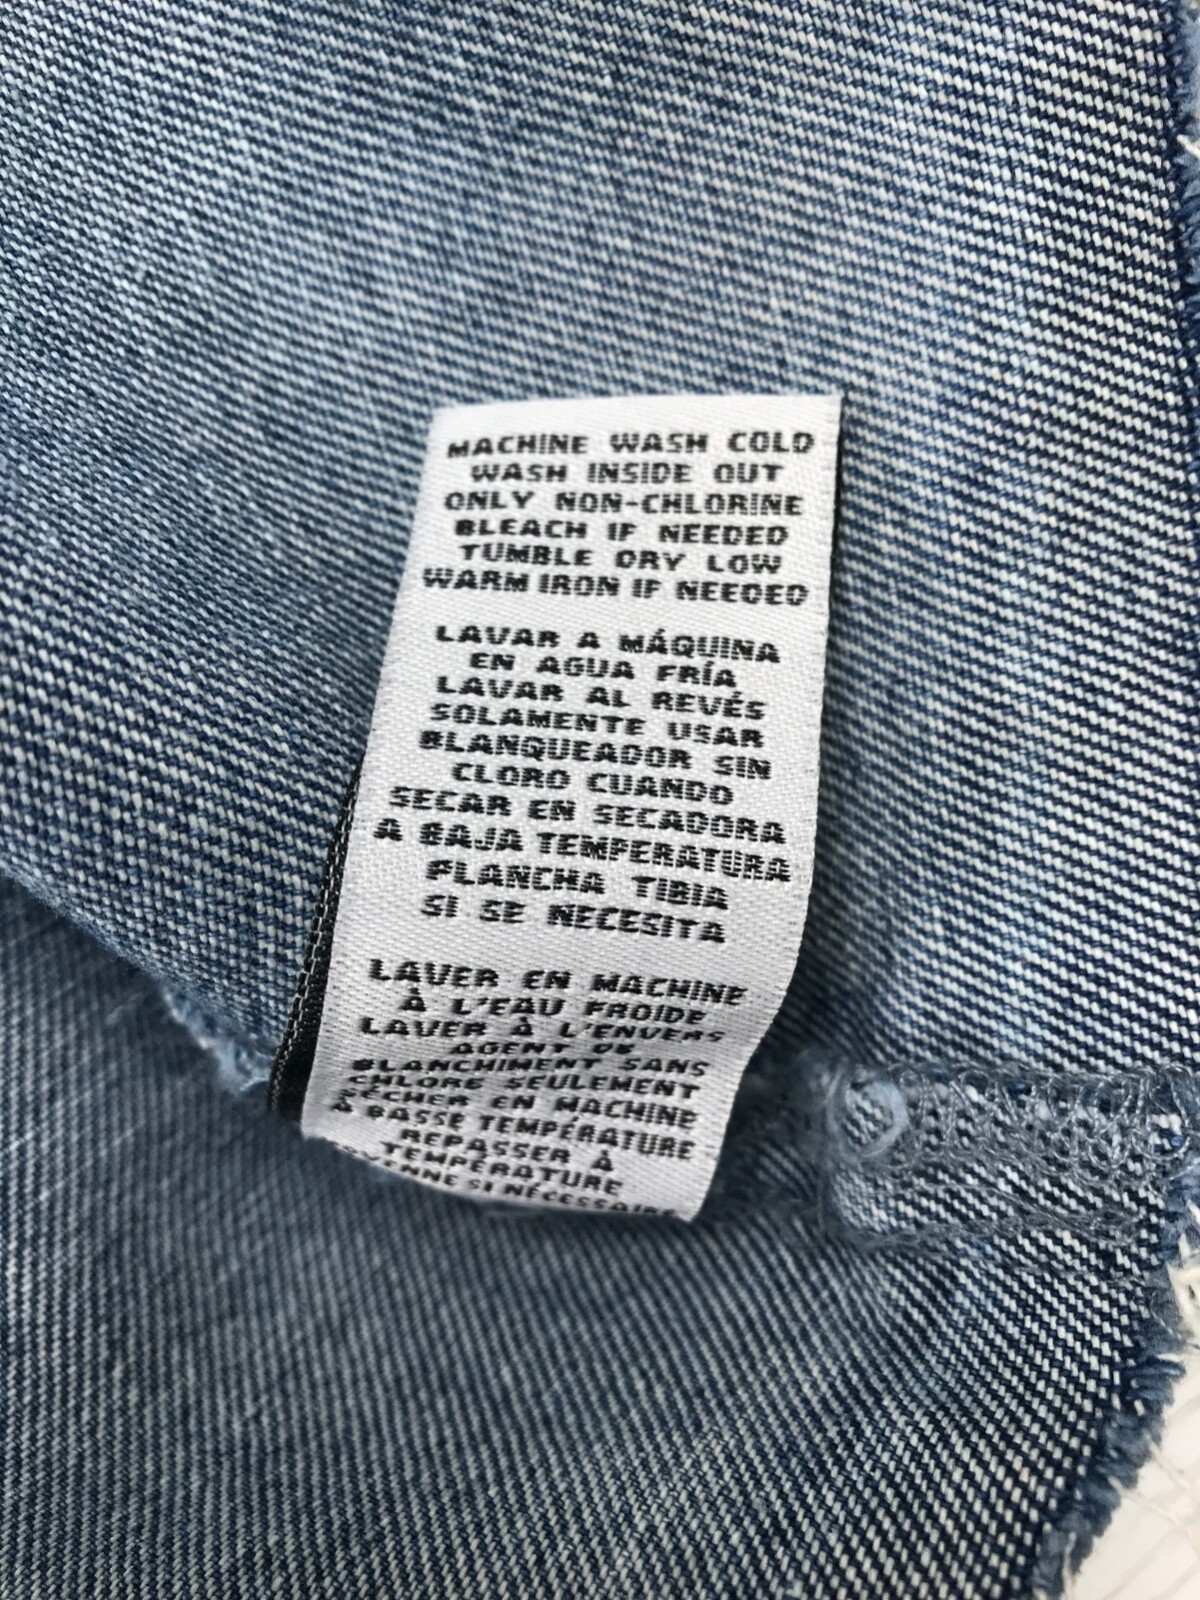 MACHINE WASH COLD
WASH INSIDE OUT
ONLY NON-CHLORINE
BLEACH IF NEEDED
TUMBLE DRY LOW
WARM IRON IF NEEDED
LAVAR A MÁQUINA
EN AGUA FRÍA
LAVAR AL REVÉS
SOLAMENTE USAR
BLANQUEADOR SIN
CLORO CUANDO
SECAR EN SECADORA
A BAJA TEMPERATURA
PLANCHA TIBIA
SI SE NECESITA
LAVER EN MACHINE
À L'EAU FROIDE
LAVER À L'ENVERS
AGENT DE
BLANCHIMENT SANS
CHLORE SEULEMENT
SÉCHER EN MACHINE
À BASSE TEMPÉRATURE
REPASSER À
TEMPÉRATURE
SI NÉCESSAIRE